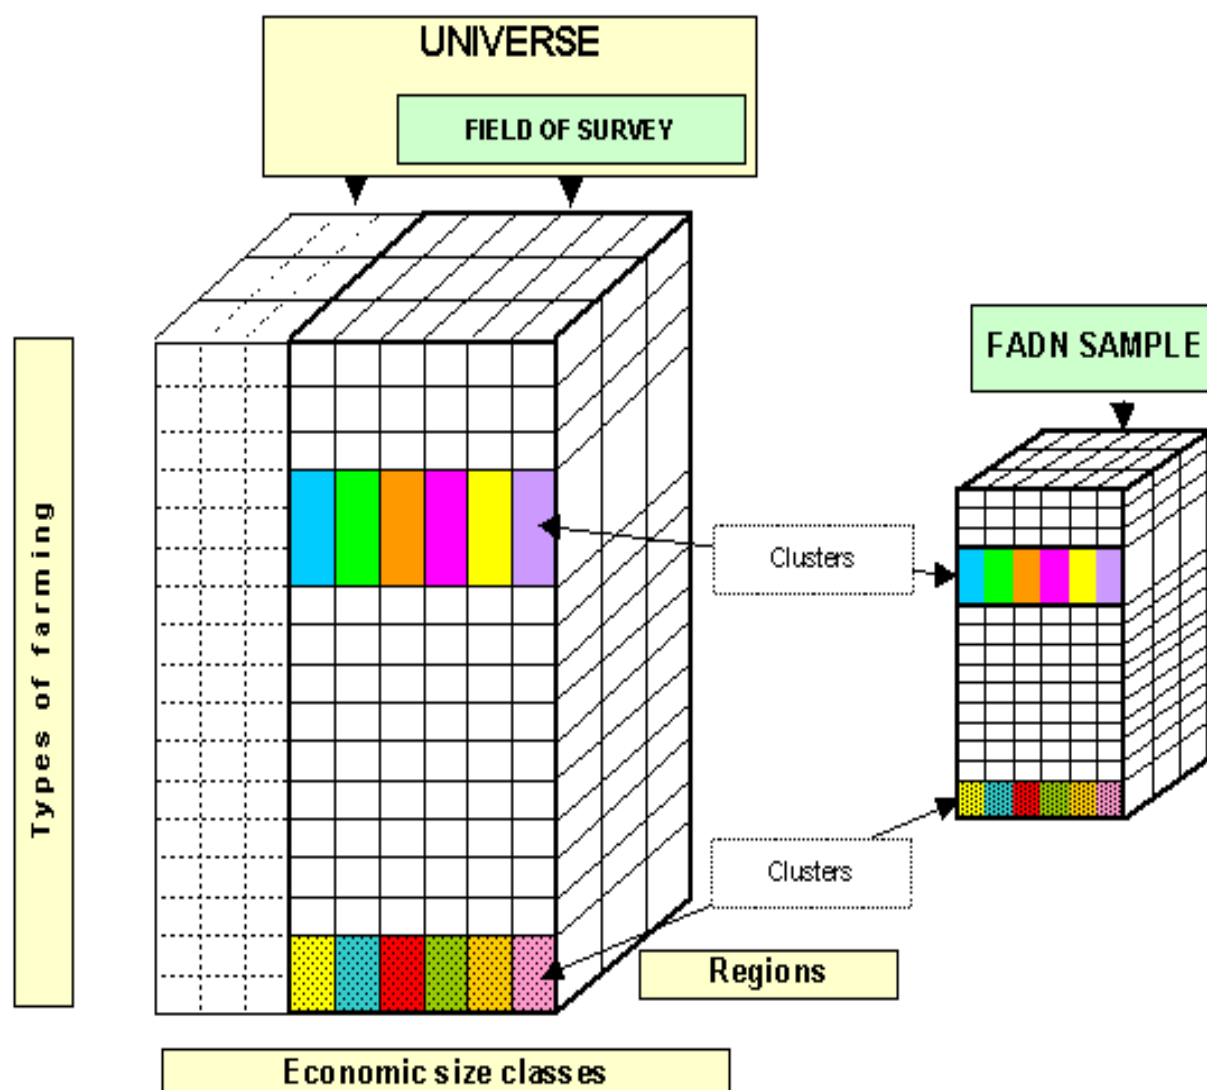 UNIVERSE
FIELD OF SURVEY
FADN SAMPLE
Types of farming
Clusters
Clusters
Regions
Economic size classes